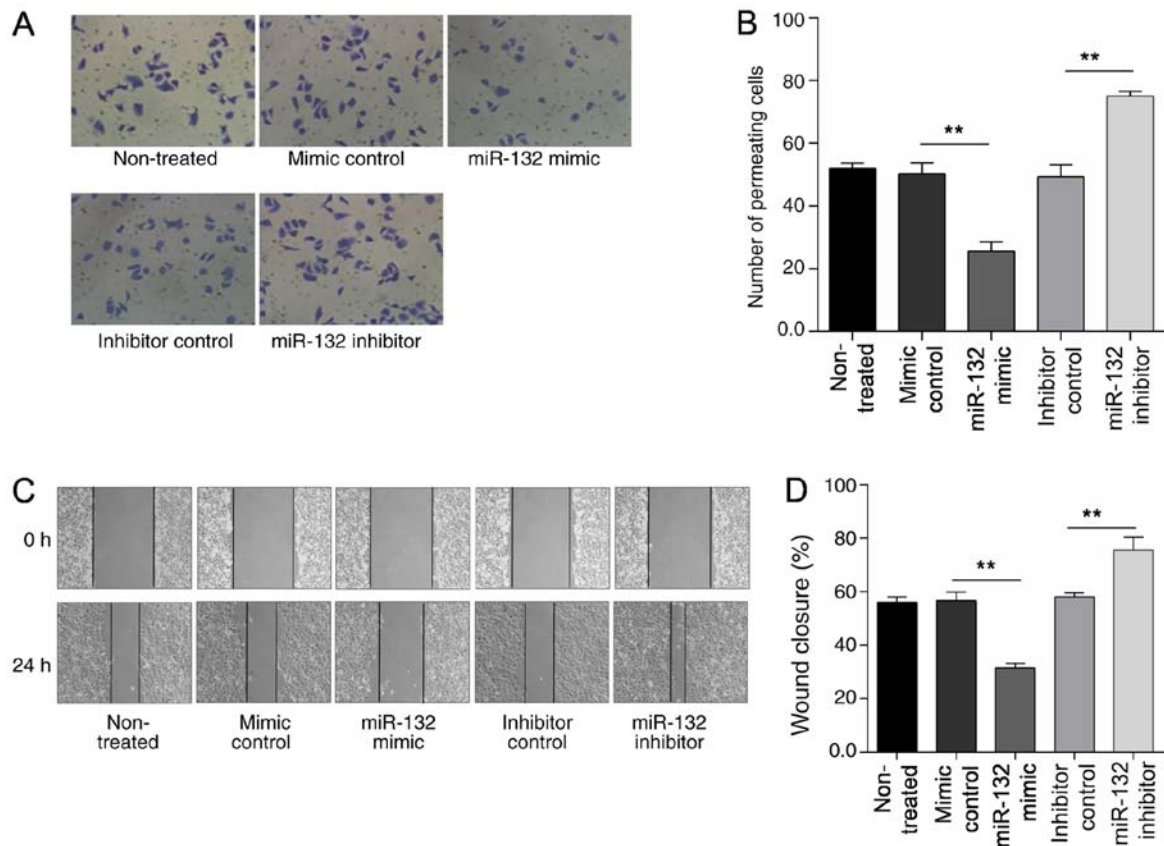 A
Non-treated
Mimic control
miR-132 mimic
Inhibitor control
miR-132 inhibitor
B
Number of permeating cells
100
80
60
40
20
0.0
**
**
Non-
treated
Mimic
control
miR-132
mimic
Inhibitor
control
miR-132
inhibitor
C
0 h
24 h
Non-
treated
Mimic
control
miR-132
mimic
Inhibitor
control
miR-132
inhibitor
D
Wound closure (%)
100
80
60
40
20
0.0
**
**
Non-
treated
Mimic
control
miR-132
mimic
Inhibitor
control
miR-132
inhibitor